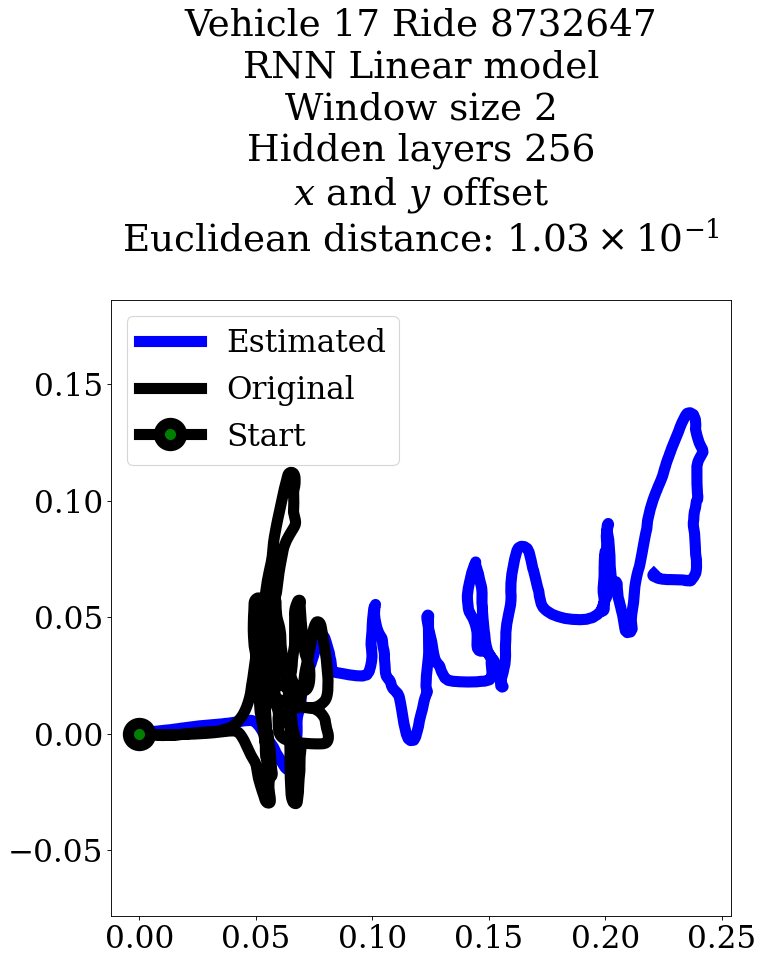 Vehicle 17 Ride 8732647
RNN Linear model
Window size 2
Hidden layers 256
x and y offset
Euclidean distance: 1.03 × 10⁻¹
Estimated
Original
Start
0.15
0.10
0.05
0.00
−0.05
0.00 0.05 0.10 0.15 0.20 0.25